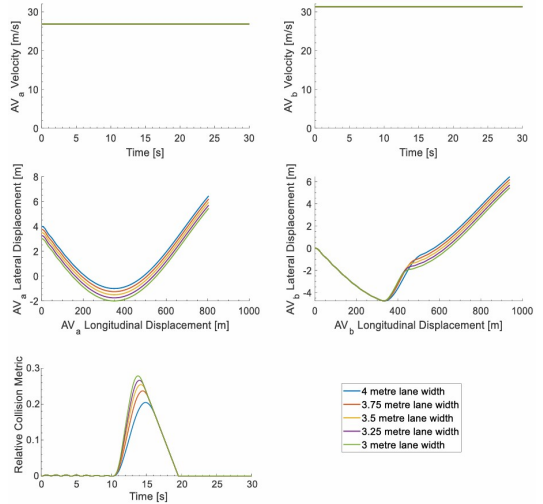 30
20
10
0
AVa Velocity [m/s]
0 5 10 15 20 25 30
Time [s]
30
20
10
0
AVb Velocity [m/s]
0 5 10 15 20 25 30
Time [s]
8
6
4
2
0
-2
AVa Lateral Displacement [m]
0 200 400 600 800 1000
AVa Longitudinal Displacement [m]
6
4
2
0
-2
-4
AVb Lateral Displacement [m]
0 200 400 600 800 1000
AVb Longitudinal Displacement [m]
0.3
0.2
0.1
0
Relative Collision Metric
0 5 10 15 20 25 30
Time [s]
4 metre lane width
3.75 metre lane width
3.5 metre lane width
3.25 metre lane width
3 metre lane width